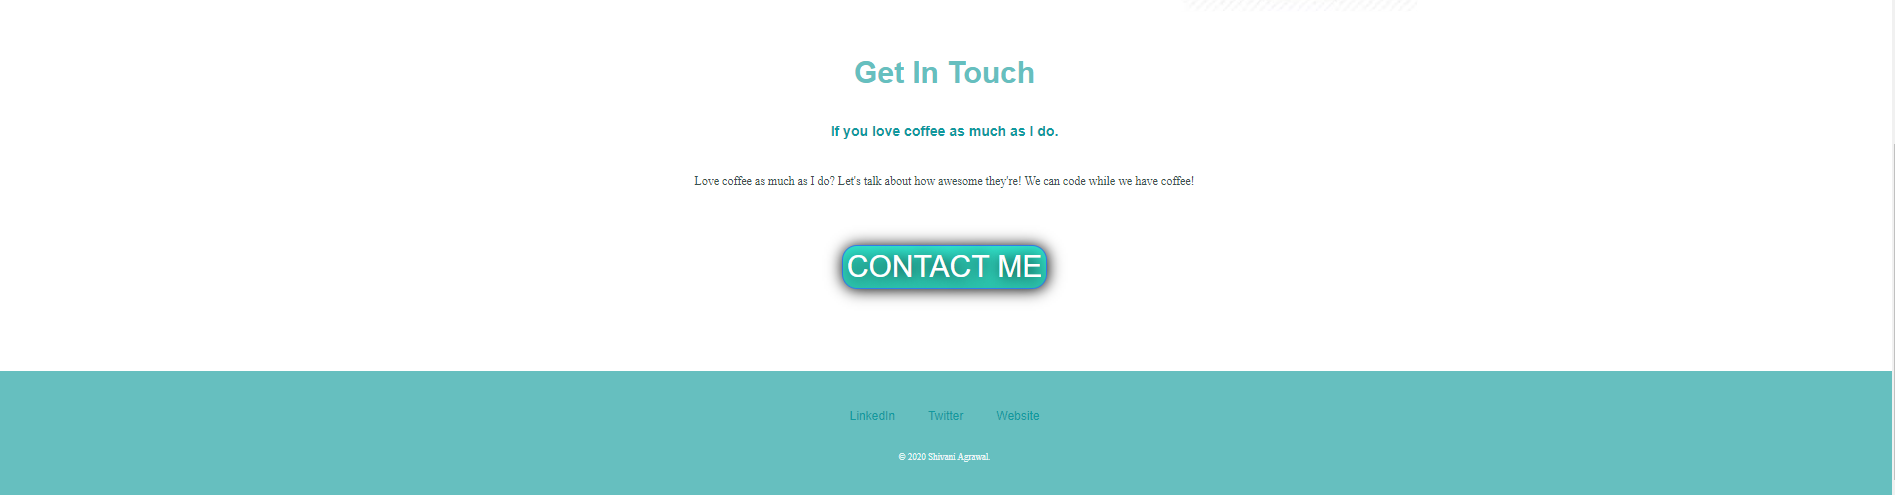 Get In Touch
If you love coffee as much as I do.
Love coffee as much as I do? Let's talk about how awesome they're! We can code while we have coffee!
CONTACT ME
LinkedIn Twitter Website
© 2020 Shivani Agrawal.